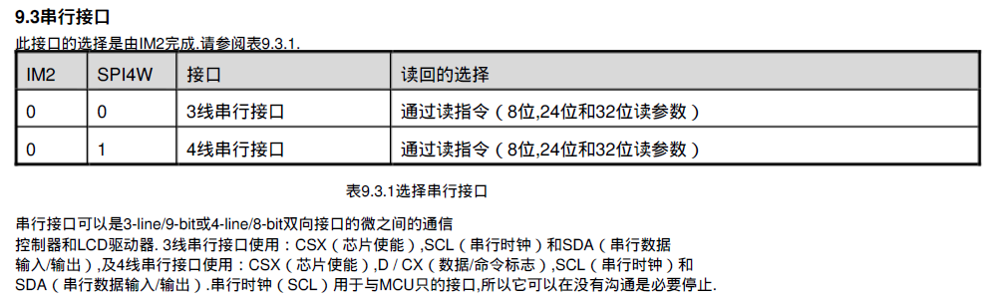 9.3串行接口
此接口的选择是由IM2完成.请参阅表9.3.1.
IM2 SPI4W 接口 读回的选择
0 0 3线串行接口 通过读指令（8位,24位和32位读参数）
0 1 4线串行接口 通过读指令（8位,24位和32位读参数）
表9.3.1选择串行接口
串行接口可以是3-line/9-bit或4-line/8-bit双向接口的微之间的通信
控制器和LCD驱动器. 3线串行接口使用：CSX（芯片使能）,SCL（串行时钟）和SDA（串行数据
输入/输出）,及4线串行接口使用：CSX（芯片使能）,D / CX（数据/命令标志）,SCL（串行时钟）和
SDA（串行数据输入/输出）.串行时钟（SCL）用于与MCU只的接口,所以它可以在没有沟通是必要停止.